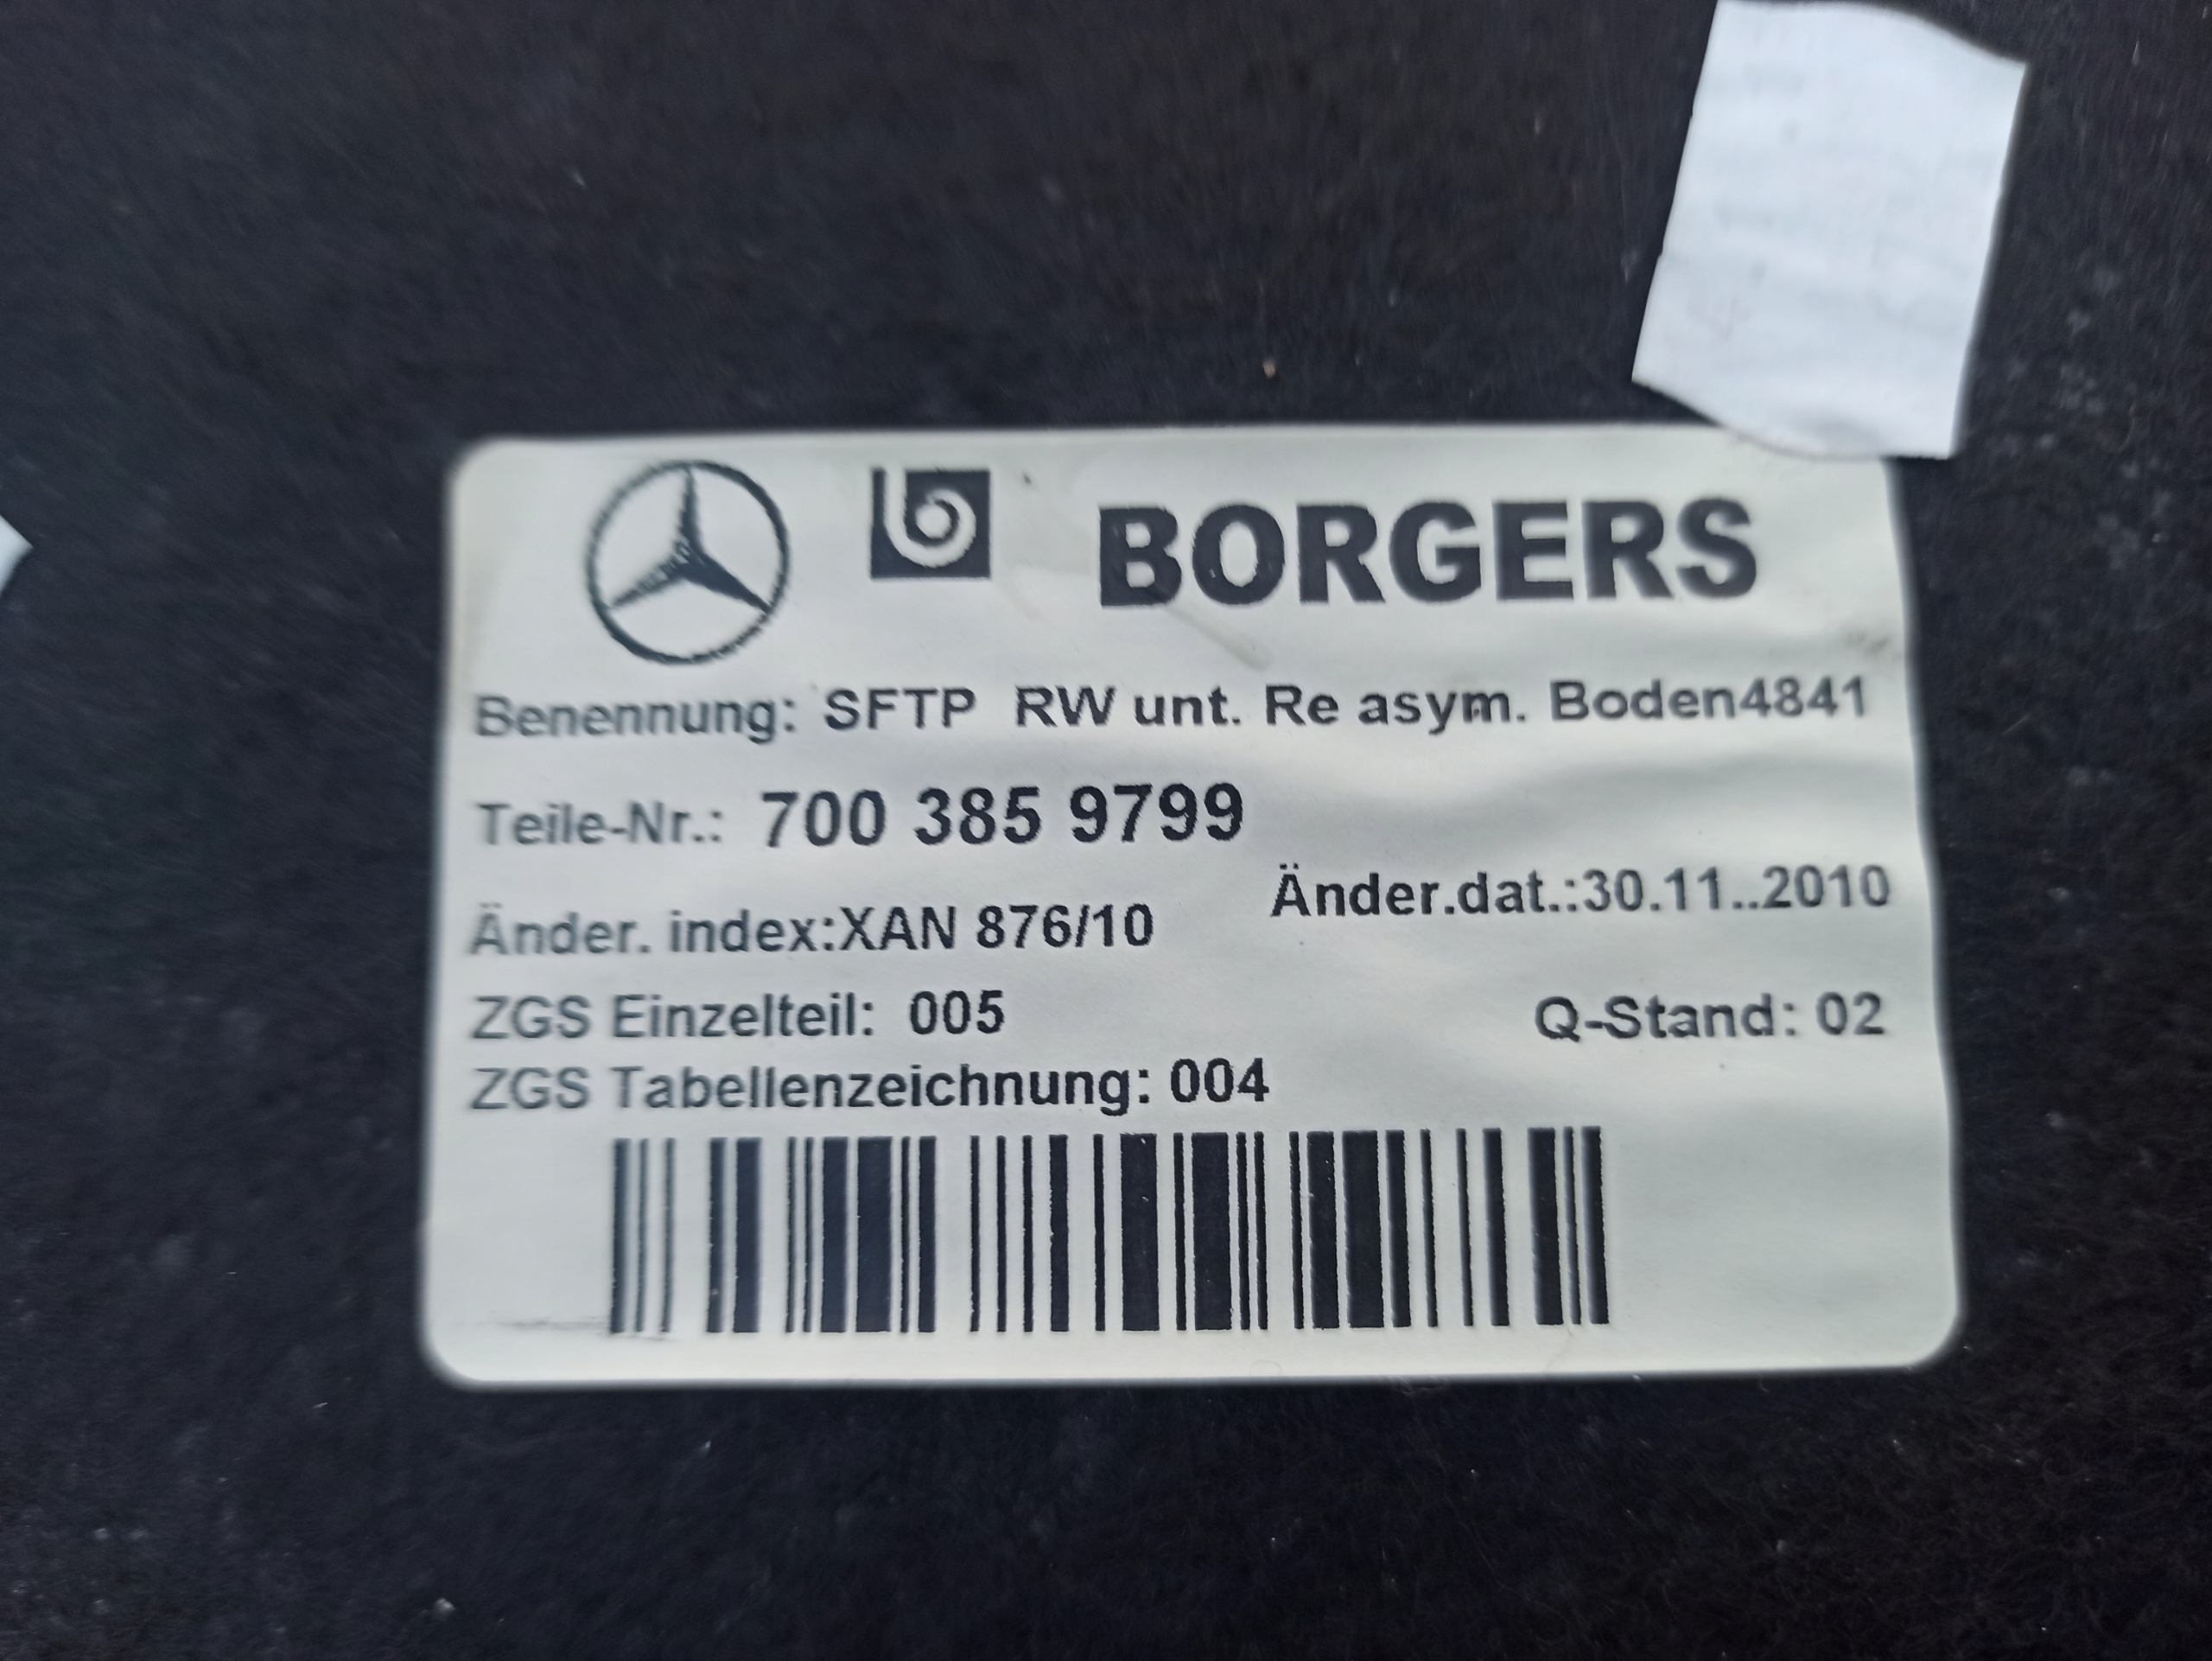 BORGERS
Benennung: SFTP RW unt. Re asym. Boden4841
Teile-Nr.: 700 385 9799
Änder. index:XAN 876/10 Änder.dat.:30.11..2010
ZGS Einzelteil: 005 Q-Stand: 02
ZGS Tabellenzeichnung: 004